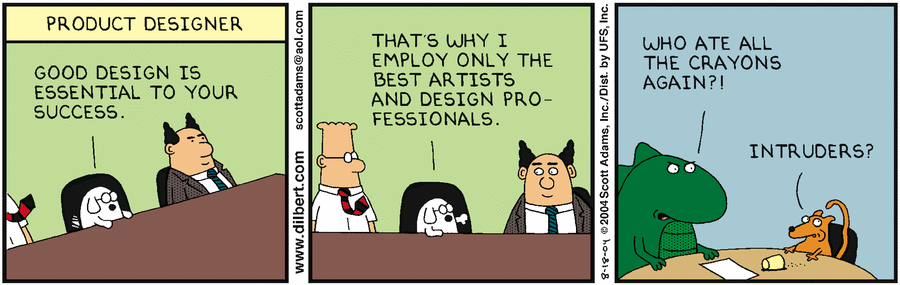 PRODUCT DESIGNER
GOOD DESIGN IS
ESSENTIAL TO YOUR
SUCCESS.
www.dilbert.com
scottadams@aol.com
THAT'S WHY I
EMPLOY ONLY THE
BEST ARTISTS
AND DESIGN PRO-
FESSIONALS.
8-18-04 © 2004 Scott Adams, Inc./Dist. by UFS, Inc.
WHO ATE ALL
THE CRAYONS
AGAIN?!
INTRUDERS?